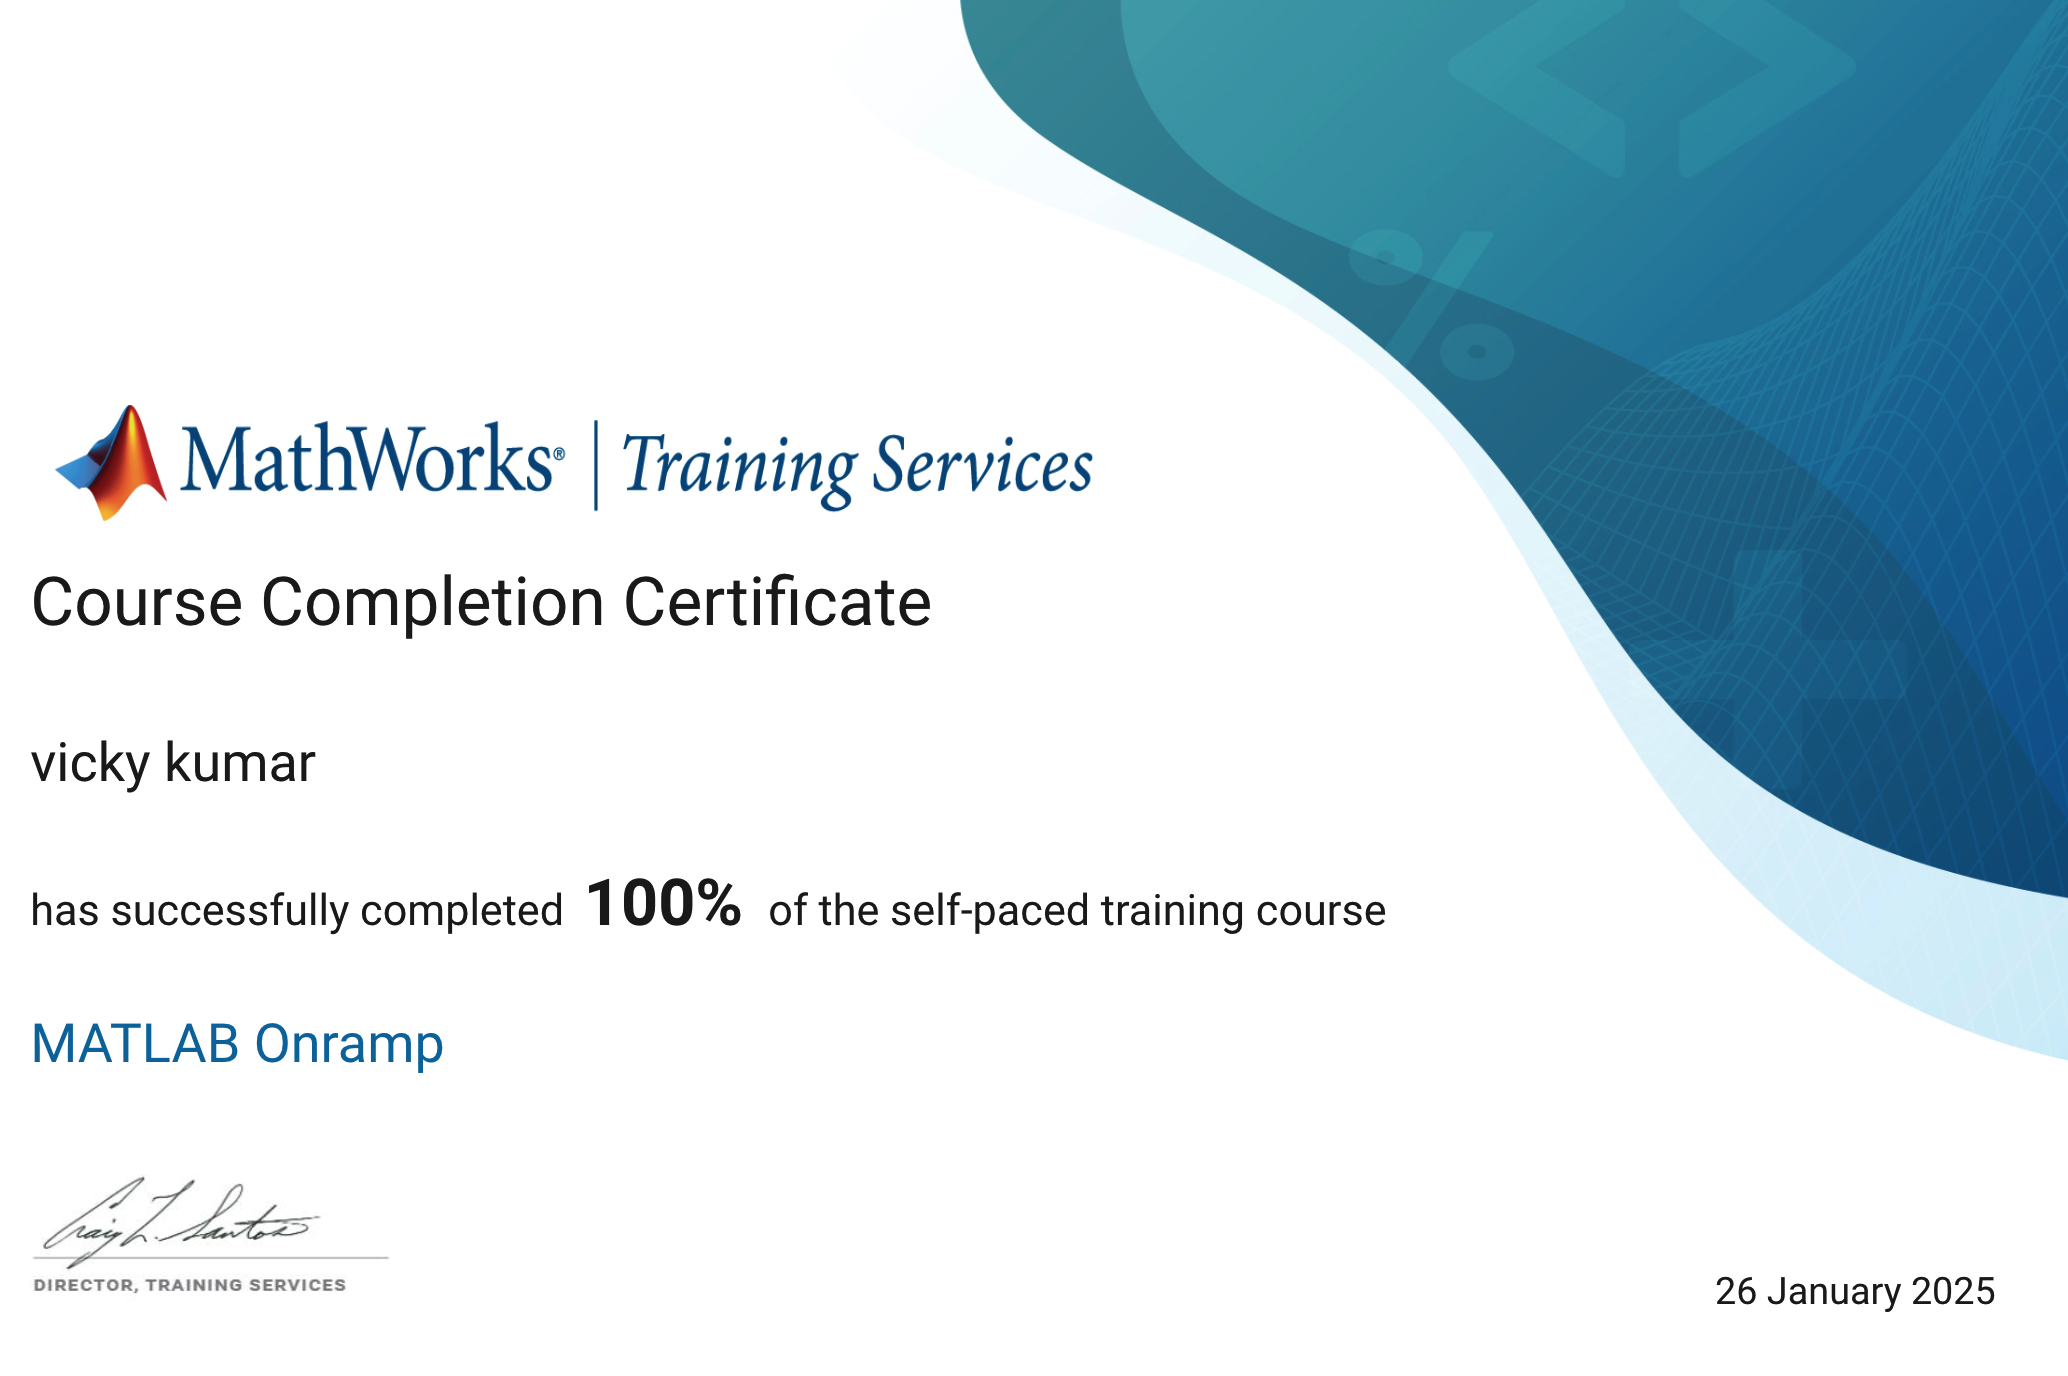 MathWorks® | Training Services
Course Completion Certificate
vicky kumar
has successfully completed 100% of the self-paced training course
MATLAB Onramp
Craig L. Santos
DIRECTOR, TRAINING SERVICES
26 January 2025